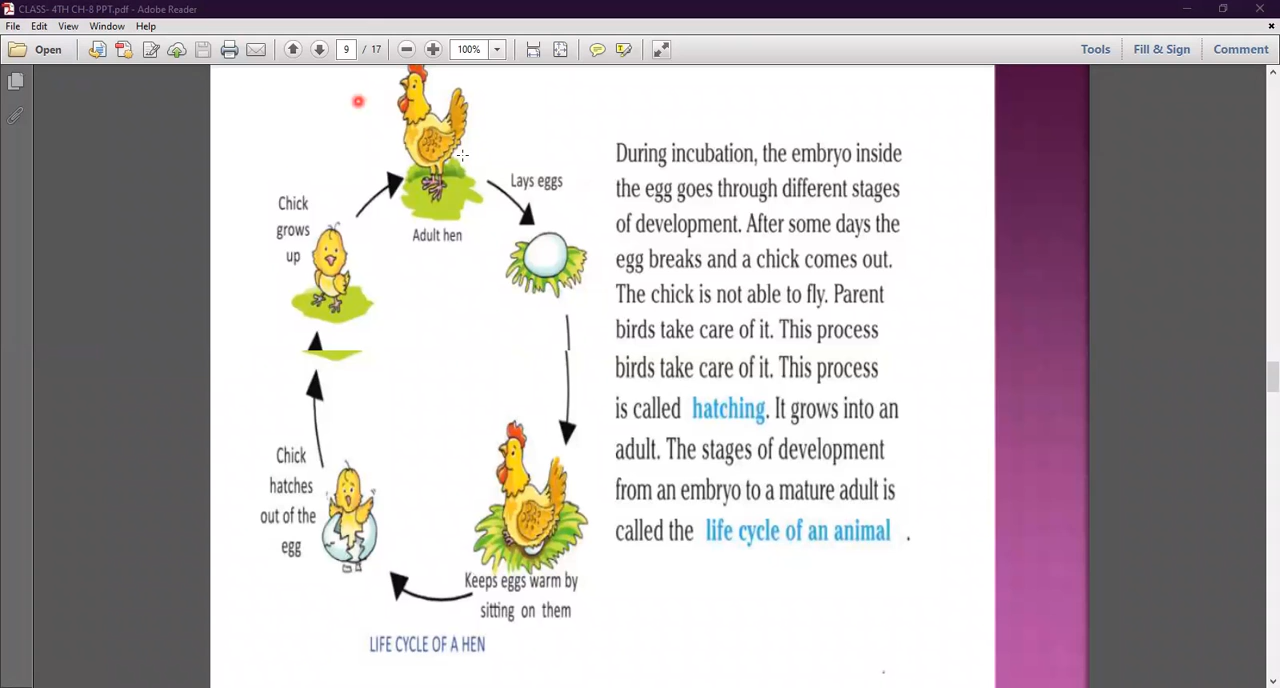 CLASS- 4TH CH-8 PPT.pdf - Adobe Reader
File Edit View Window Help
Open 9 / 17 100% Tools Fill & Sign Comment
Lays eggs
Chick
grows
up
Adult hen
Chick
hatches
out of the
egg
Keeps eggs warm by
sitting on them
LIFE CYCLE OF A HEN
During incubation, the embryo inside
the egg goes through different stages
of development. After some days the
egg breaks and a chick comes out.
The chick is not able to fly. Parent
birds take care of it. This process
birds take care of it. This process
is called hatching. It grows into an
adult. The stages of development
from an embryo to a mature adult is
called the life cycle of an animal .